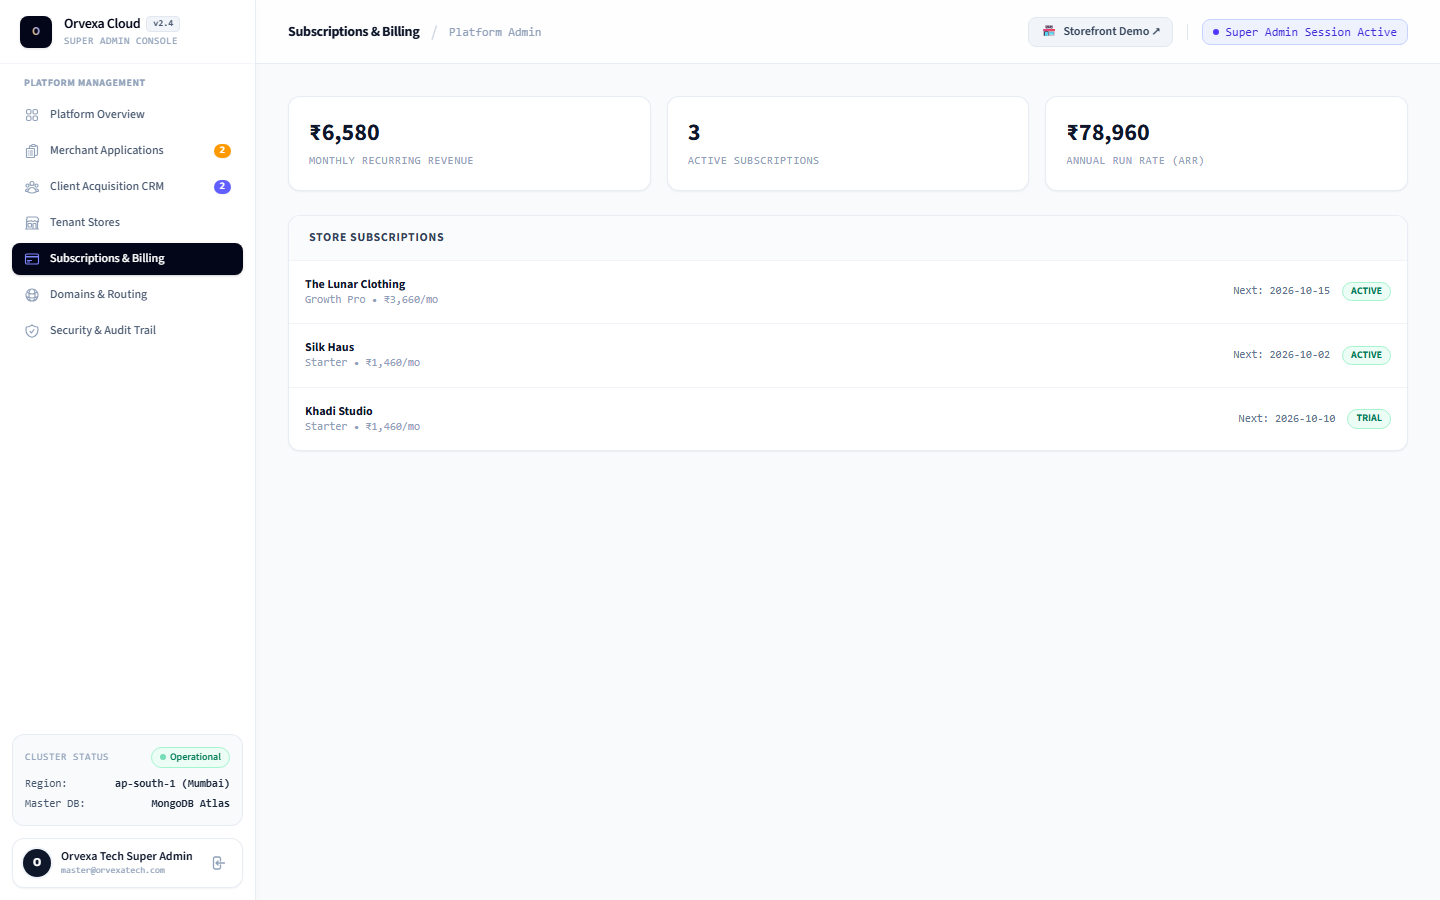 O
Orvexa Cloud v2.4
SUPER ADMIN CONSOLE
PLATFORM MANAGEMENT
Platform Overview
Merchant Applications 2
Client Acquisition CRM 2
Tenant Stores
Subscriptions & Billing
Domains & Routing
Security & Audit Trail
CLUSTER STATUS Operational
Region: ap-south-1 (Mumbai)
Master DB: MongoDB Atlas
O
Orvexa Tech Super Admin
master@orvexatech.com
Subscriptions & Billing / Platform Admin
Storefront Demo ↗
Super Admin Session Active
₹6,580
MONTHLY RECURRING REVENUE
3
ACTIVE SUBSCRIPTIONS
₹78,960
ANNUAL RUN RATE (ARR)
STORE SUBSCRIPTIONS
The Lunar Clothing
Growth Pro • ₹3,660/mo
Next: 2026-10-15 ACTIVE
Silk Haus
Starter • ₹1,460/mo
Next: 2026-10-02 ACTIVE
Khadi Studio
Starter • ₹1,460/mo
Next: 2026-10-10 TRIAL